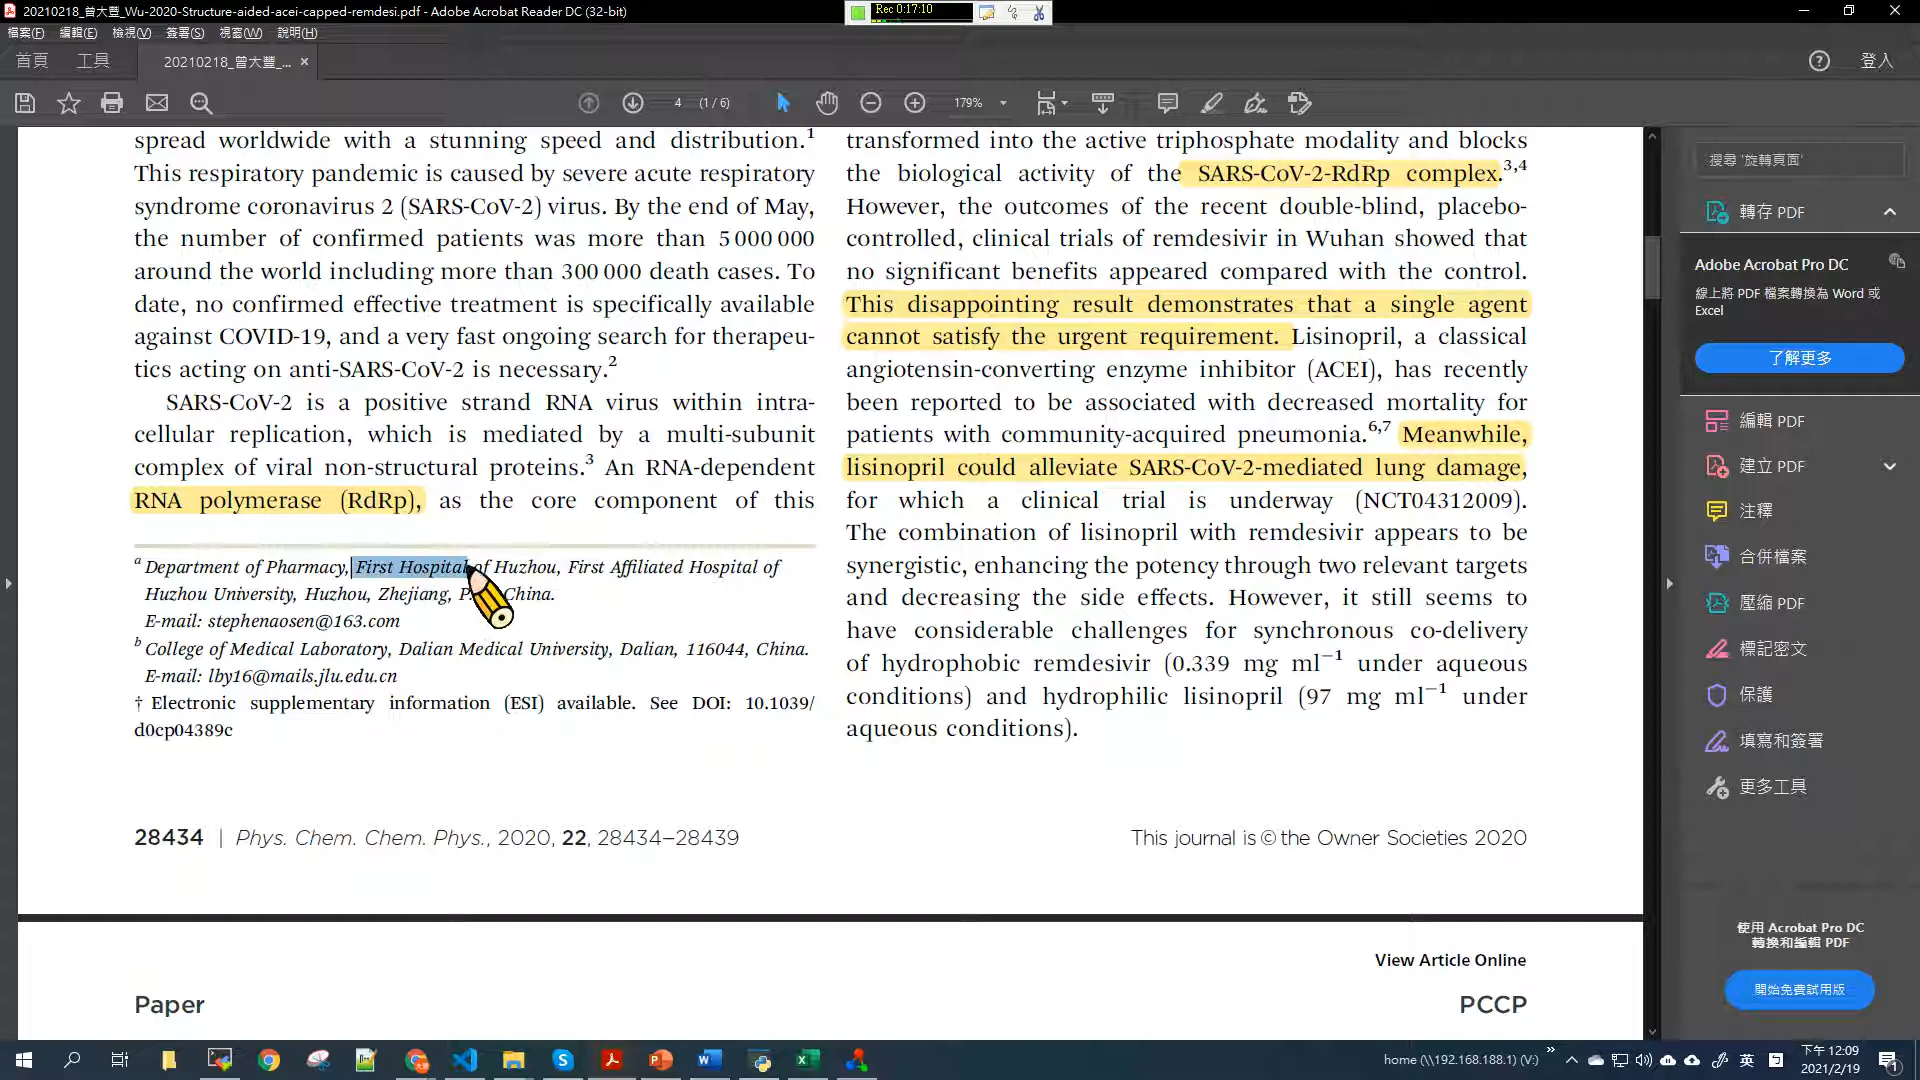 20210218_曾大豐_Wu-2020-Structure-aided-acei-capped-remdesi.pdf - Adobe Acrobat Reader DC (32-bit)
Rec 0:17:10
檔案(F) 編輯(E) 檢視(V) 簽署(S) 視窗(W) 說明(H)
首頁 工具 20210218_曾大豐_... × 登入
4 (1 / 6) 179%
spread worldwide with a stunning speed and distribution.1
This respiratory pandemic is caused by severe acute respiratory
syndrome coronavirus 2 (SARS-CoV-2) virus. By the end of May,
the number of confirmed patients was more than 5 000 000
around the world including more than 300 000 death cases. To
date, no confirmed effective treatment is specifically available
against COVID-19, and a very fast ongoing search for therapeu-
tics acting on anti-SARS-CoV-2 is necessary.2
SARS-CoV-2 is a positive strand RNA virus within intra-
cellular replication, which is mediated by a multi-subunit
complex of viral non-structural proteins.3 An RNA-dependent
RNA polymerase (RdRp), as the core component of this
a Department of Pharmacy, First Hospital of Huzhou, First Affiliated Hospital of
Huzhou University, Huzhou, Zhejiang, P. China.
E-mail: stephenaosen@163.com
b College of Medical Laboratory, Dalian Medical University, Dalian, 116044, China.
E-mail: lby16@mails.jlu.edu.cn
† Electronic supplementary information (ESI) available. See DOI: 10.1039/
d0cp04389c
transformed into the active triphosphate modality and blocks
the biological activity of the SARS-CoV-2-RdRp complex.3,4
However, the outcomes of the recent double-blind, placebo-
controlled, clinical trials of remdesivir in Wuhan showed that
no significant benefits appeared compared with the control.
This disappointing result demonstrates that a single agent
cannot satisfy the urgent requirement. Lisinopril, a classical
angiotensin-converting enzyme inhibitor (ACEI), has recently
been reported to be associated with decreased mortality for
patients with community-acquired pneumonia.6,7 Meanwhile,
lisinopril could alleviate SARS-CoV-2-mediated lung damage,
for which a clinical trial is underway (NCT04312009).
The combination of lisinopril with remdesivir appears to be
synergistic, enhancing the potency through two relevant targets
and decreasing the side effects. However, it still seems to
have considerable challenges for synchronous co-delivery
of hydrophobic remdesivir (0.339 mg ml−1 under aqueous
conditions) and hydrophilic lisinopril (97 mg ml−1 under
aqueous conditions).
28434 | Phys. Chem. Chem. Phys., 2020, 22, 28434–28439
This journal is © the Owner Societies 2020
View Article Online
Paper
PCCP
搜尋 '旋轉頁面'
轉存 PDF
Adobe Acrobat Pro DC
線上將 PDF 檔案轉換為 Word 或
Excel
了解更多
編輯 PDF
建立 PDF
注釋
合併檔案
壓縮 PDF
標記密文
保護
填寫和簽署
更多工具
使用 Acrobat Pro DC
轉換和編輯 PDF
開始免費試用版
home (\\192.168.188.1) (V:)
英
下午 12:09
2021/2/19